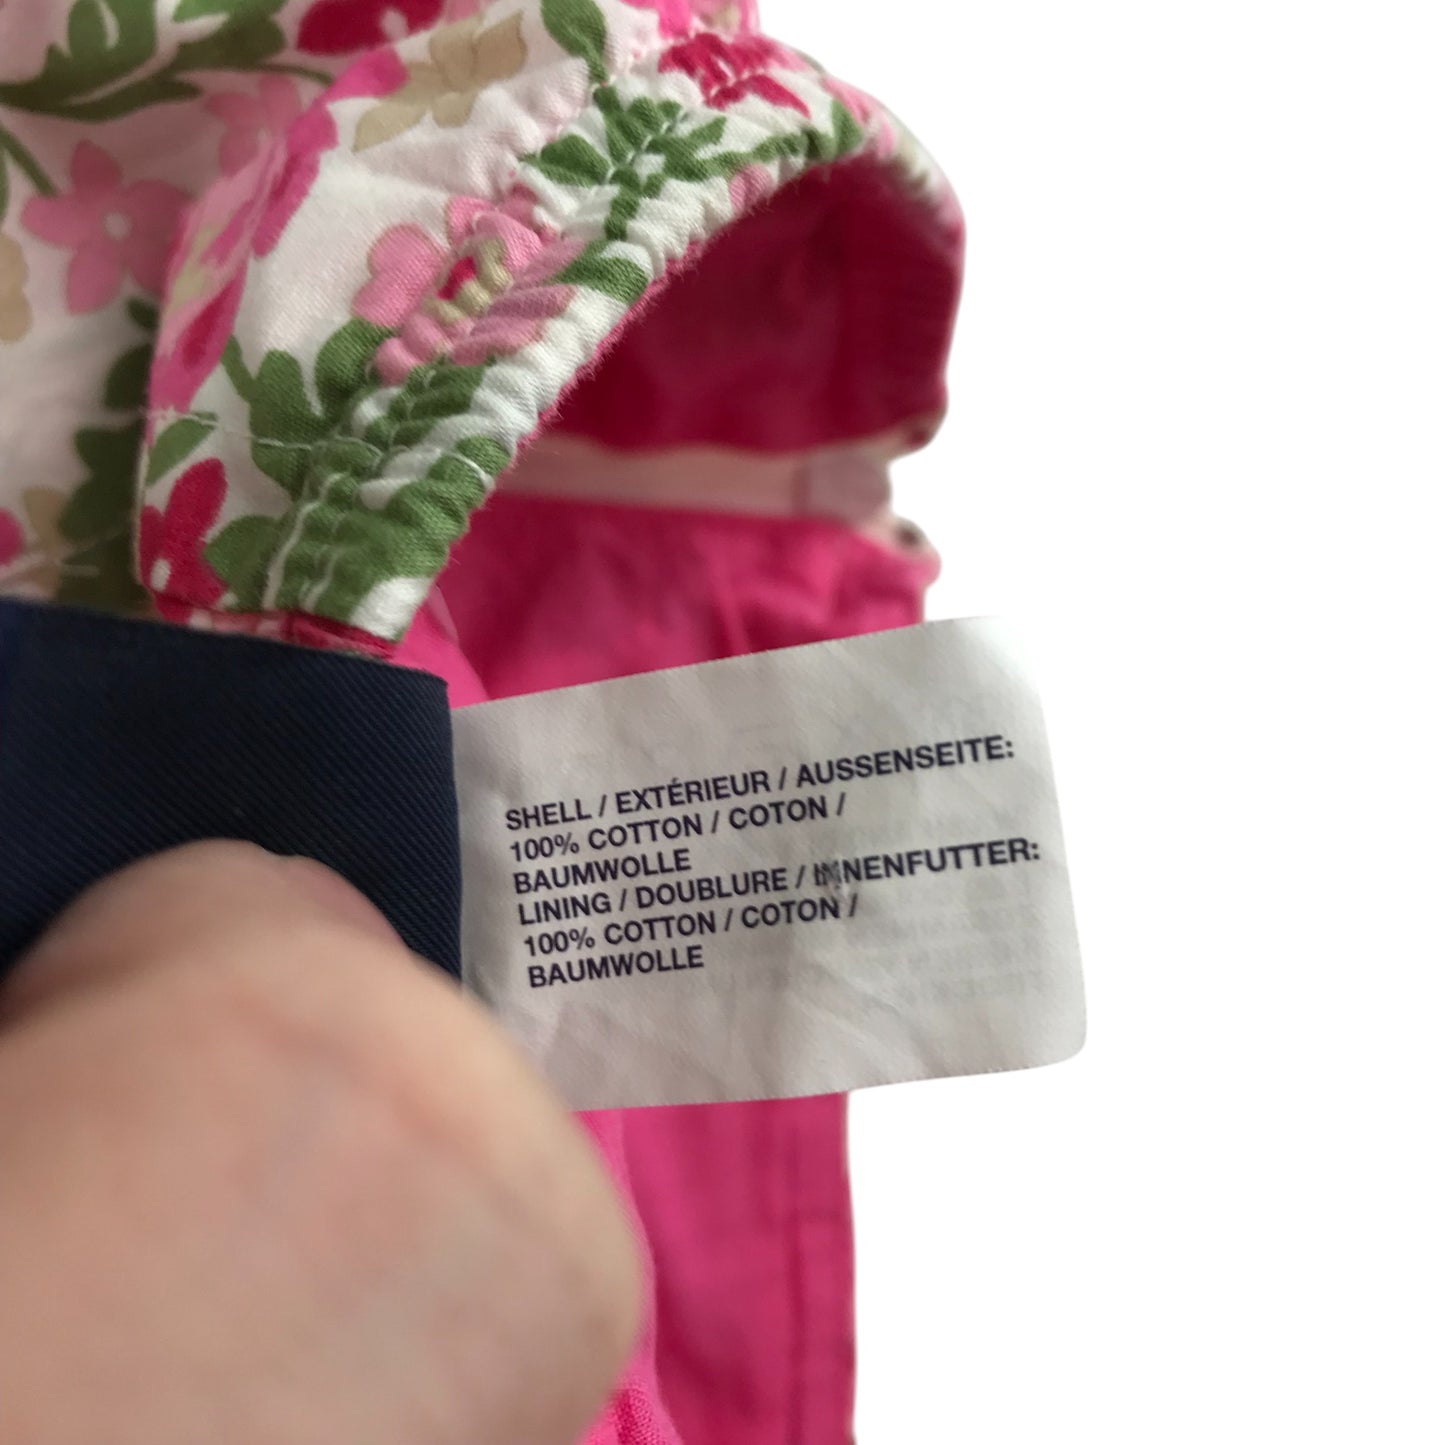 SHELL / EXTÉRIEUR / AUSSENSEITE:
100% COTTON / COTON /
BAUMWOLLE
LINING / DOUBLURE / INNENFUTTER:
100% COTTON / COTON /
BAUMWOLLE